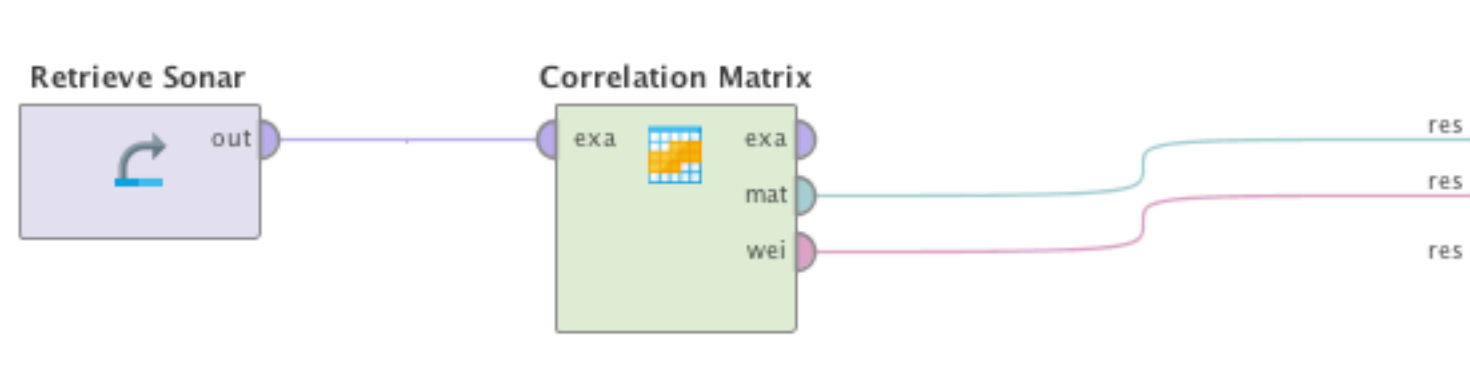 Retrieve Sonar
out
Correlation Matrix
exa
exa
mat
wei
res
res
res